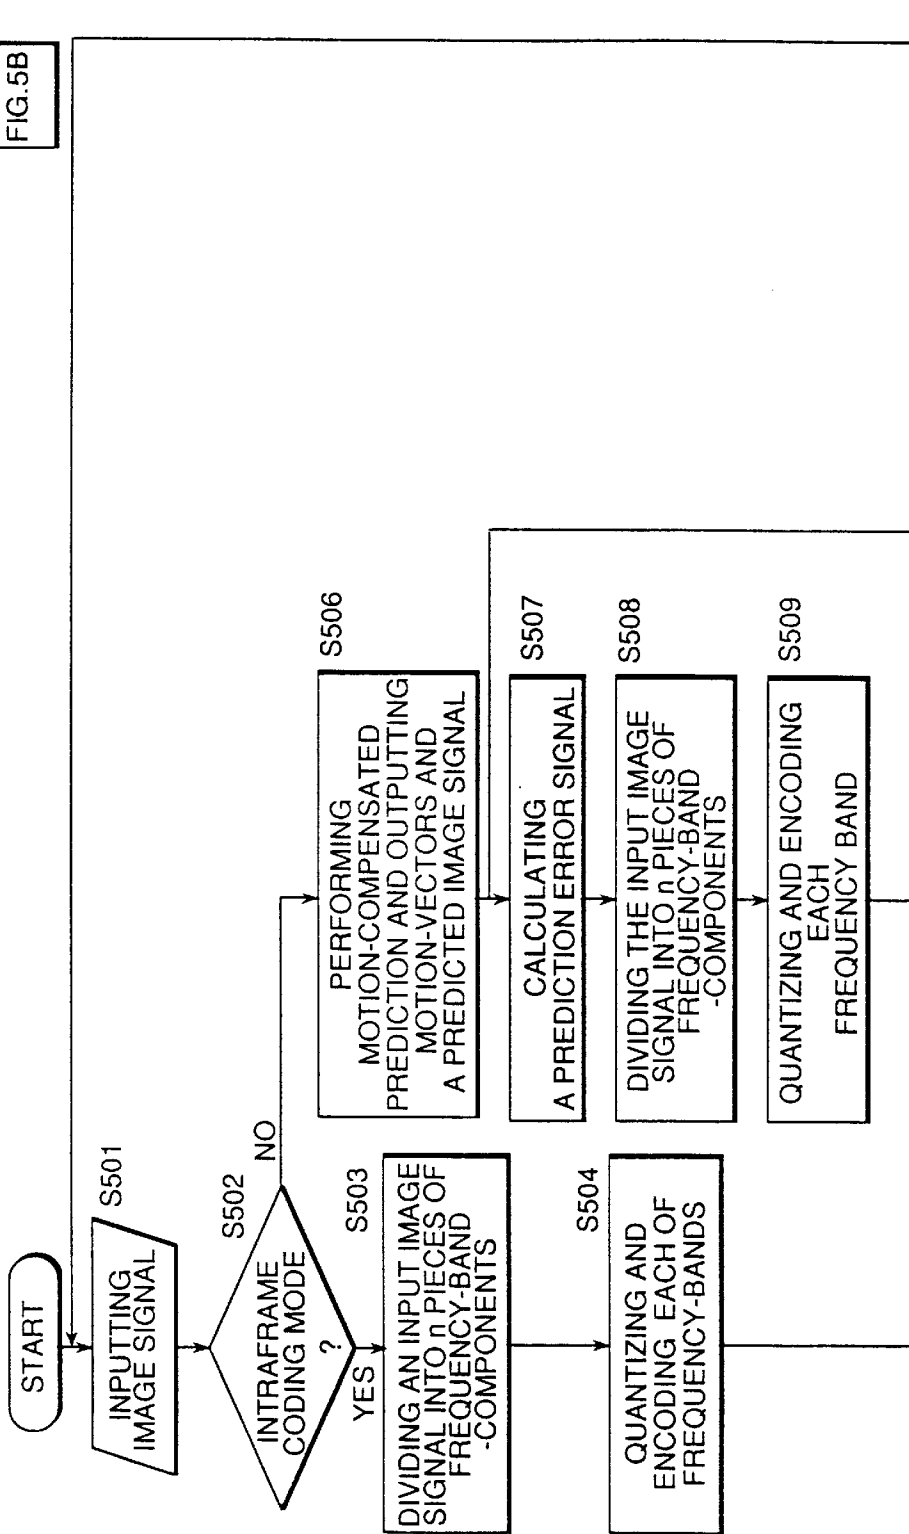 FIG.5B
START
S501
INPUTTING
IMAGE SIGNAL
S502
INTRAFRAME
CODING MODE
?
NO
YES
S503
DIVIDING AN INPUT IMAGE
SIGNAL INTO n PIECES OF
FREQUENCY-BAND
-COMPONENTS
S504
QUANTIZING AND
ENCODING EACH OF
FREQUENCY-BANDS
S506
PERFORMING
MOTION-COMPENSATED
PREDICTION AND OUTPUTTING
MOTION-VECTORS AND
A PREDICTED IMAGE SIGNAL
S507
CALCULATING
A PREDICTION ERROR SIGNAL
S508
DIVIDING THE INPUT IMAGE
SIGNAL INTO n PIECES OF
FREQUENCY-BAND
-COMPONENTS
S509
QUANTIZING AND ENCODING
EACH
FREQUENCY BAND